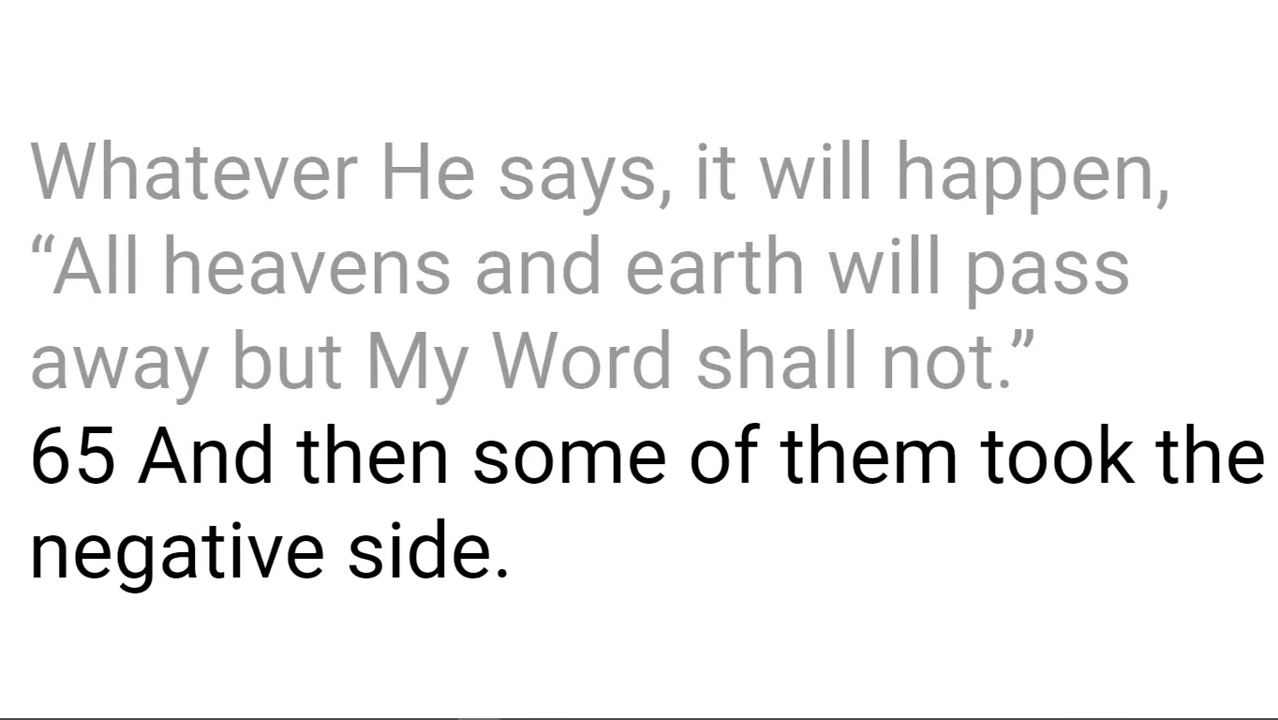 Whatever He says, it will happen,
“All heavens and earth will pass
away but My Word shall not.”
65 And then some of them took the
negative side.